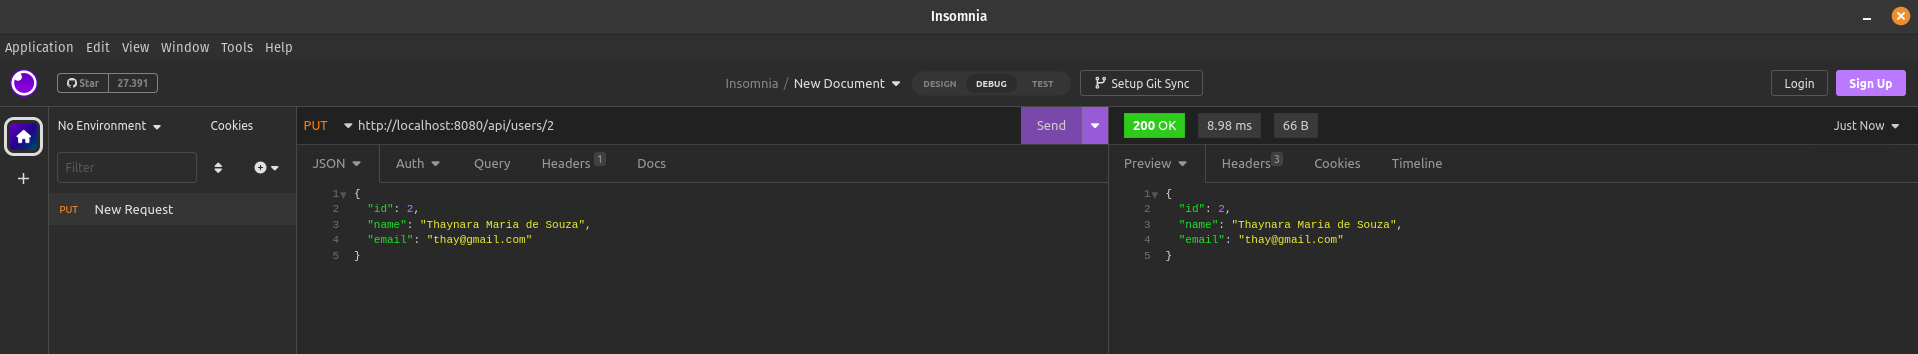 Insomnia
Application Edit View Window Tools Help
Star 27.391 Insomnia / New Document DESIGN DEBUG TEST Setup Git Sync Login Sign Up
No Environment Cookies PUT http://localhost:8080/api/users/2 Send 200 OK 8.98 ms 66 B Just Now
Filter JSON Auth Query Headers 1 Docs Preview Headers 3 Cookies Timeline
PUT New Request
1 {
2 "id": 2,
3 "name": "Thaynara Maria de Souza",
4 "email": "thay@gmail.com"
5 }
1 {
2 "id": 2,
3 "name": "Thaynara Maria de Souza",
4 "email": "thay@gmail.com"
5 }